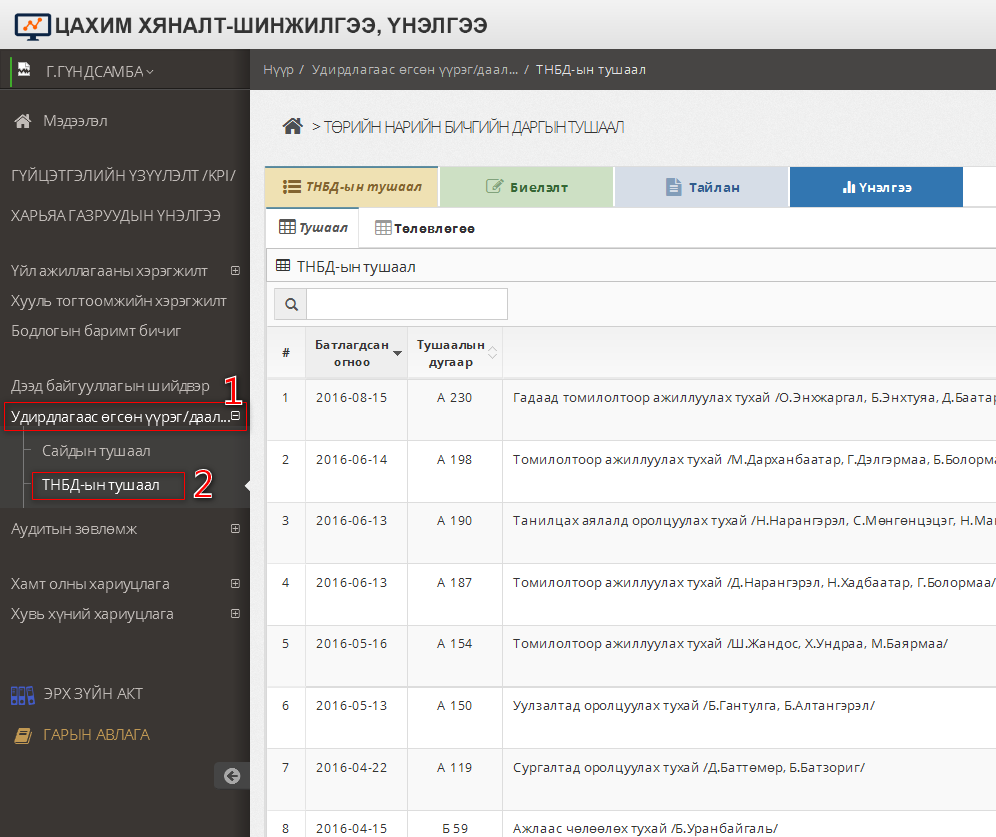 ЦАХИМ ХЯНАЛТ-ШИНЖИЛГЭЭ, ҮНЭЛГЭЭ
Г.ГҮНДСАМБА
Нүүр / Удирдлагаас өгсөн үүрэг/даал... / ТНБД-ын тушаал
Мэдээлэл
ГҮЙЦЭТГЭЛИЙН ҮЗҮҮЛЭЛТ /KPI/
ХАРЬЯА ГАЗРУУДЫН ҮНЭЛГЭЭ
Үйл ажиллагааны хэрэгжилт
Хууль тогтоомжийн хэрэгжилт
Бодлогын баримт бичиг
Дээд байгууллагын шийдвэр
1
Удирдлагаас өгсөн үүрэг/даал...
Сайдын тушаал
ТНБД-ын тушаал
2
Аудитын зөвлөмж
Хамт олны хариуцлага
Хувь хүний хариуцлага
ЭРХ ЗҮЙН АКТ
ГАРЫН АВЛАГА
> ТӨРИЙН НАРИЙН БИЧГИЙН ДАРГЫН ТУШААЛ
ТНБД-ын тушаал Биелэлт Тайлан Үнэлгээ
Тушаал Төлөвлөгөө
ТНБД-ын тушаал
# Батлагдсан огноо Тушаалын дугаар
1 2016-08-15 А 230 Гадаад томилолтоор ажиллуулах тухай /О.Энхжаргал, Б.Энхтуяа, Д.Баатар
2 2016-06-14 А 198 Томилолтоор ажиллуулах тухай /М.Дарханбаатар, Г.Дэлгэрмаа, Б.Болорма
3 2016-06-13 А 190 Танилцах аялалд оролцуулах тухай /Н.Нарангэрэл, С.Мөнгөнцэцэг, Н.Ма
4 2016-06-13 А 187 Томилолтоор ажиллуулах тухай /Д.Нарангэрэл, Н.Хадбаатар, Г.Болормаа/
5 2016-05-16 А 154 Томилолтоор ажиллуулах тухай /Ш.Жандос, Х.Ундраа, М.Баярмаа/
6 2016-05-13 А 150 Уулзалтад оролцуулах тухай /Б.Гантулга, Б.Алтангэрэл/
7 2016-04-22 А 119 Сургалтад оролцуулах тухай /Д.Баттөмөр, Б.Батзориг/
8 2016-04-15 Б 59 Ажлаас чөлөөлөх тухай /Б.Уранбайгаль/